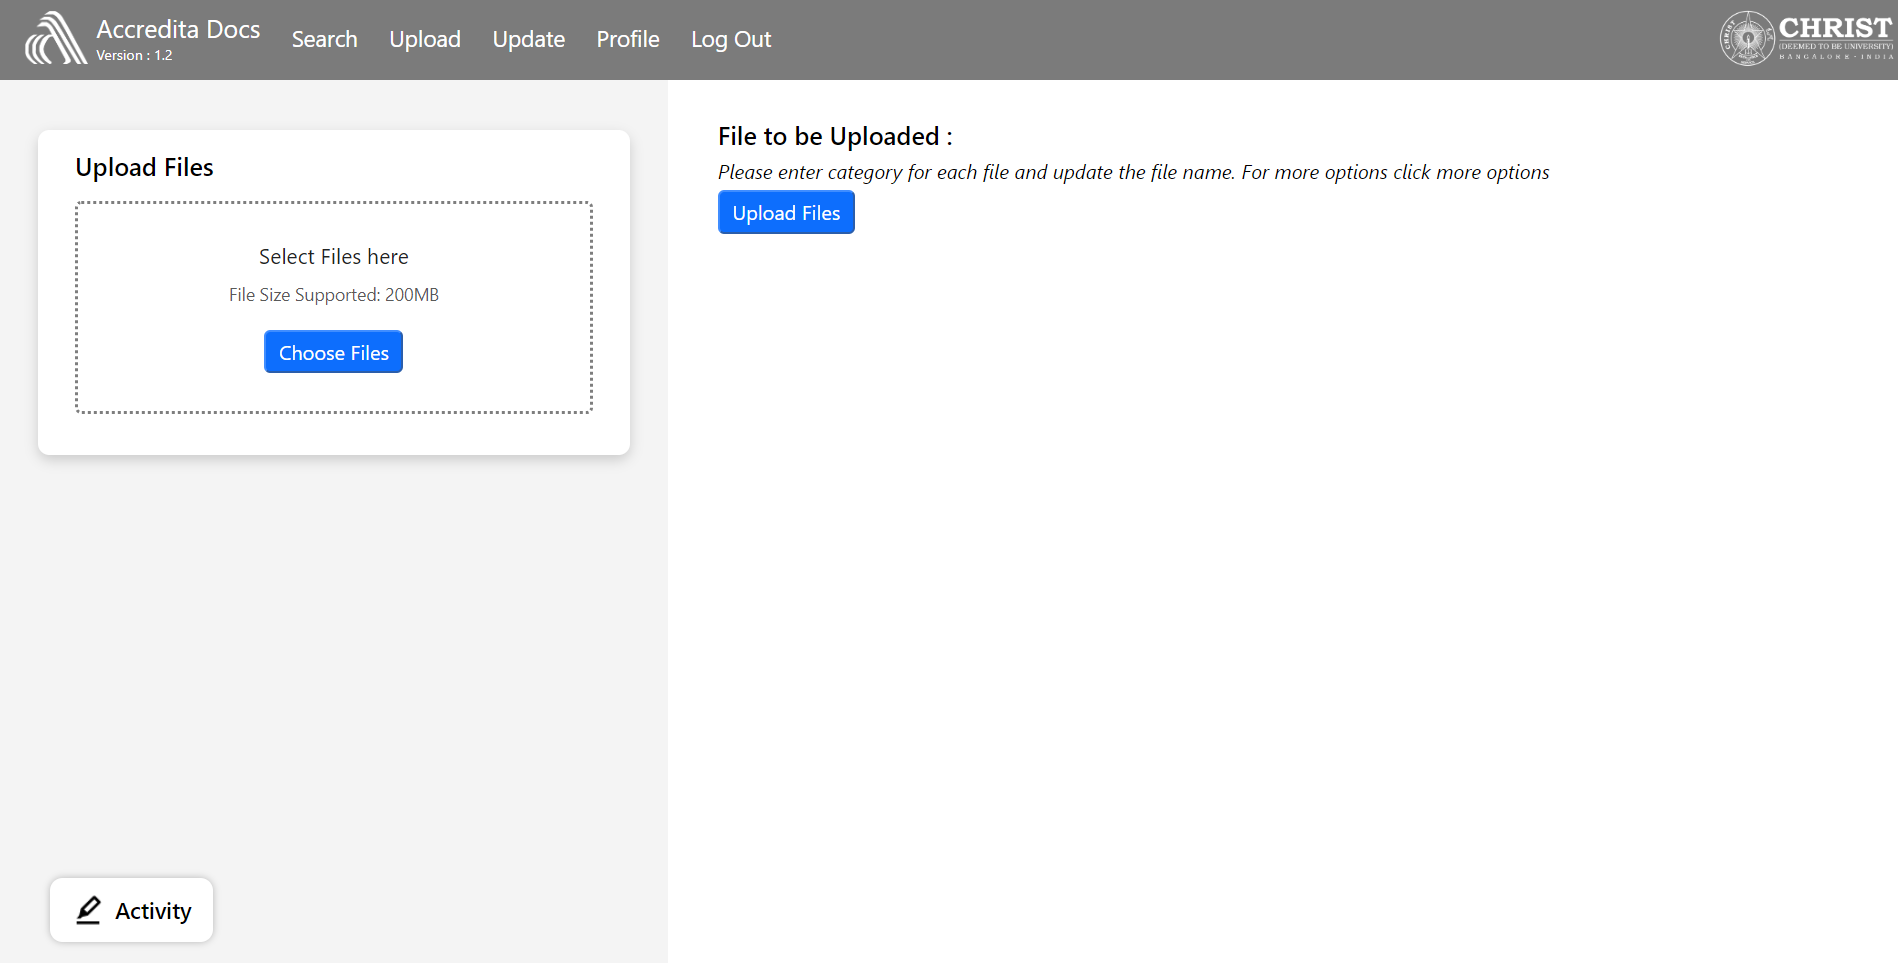 Accredita Docs
Version : 1.2
Search
Upload
Update
Profile
Log Out
CHRIST
(DEEMED TO BE UNIVERSITY)
BANGALORE · INDIA
Upload Files
Select Files here
File Size Supported: 200MB
Choose Files
File to be Uploaded :
Please enter category for each file and update the file name. For more options click more options
Upload Files
Activity